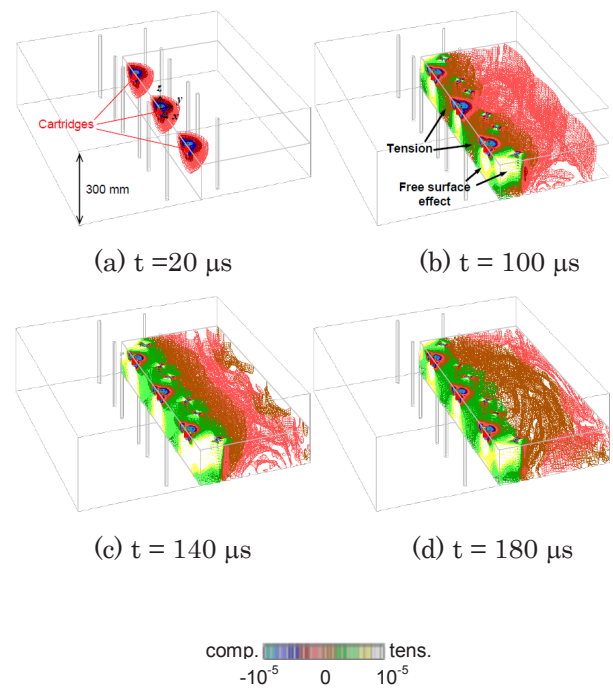 Cartridges
z
y
x
300 mm
Tension
Free surface
effect
(a) t =20 μs
(b) t = 100 μs
(c) t = 140 μs
(d) t = 180 μs
comp. tens.
-10⁻⁵ 0 10⁻⁵